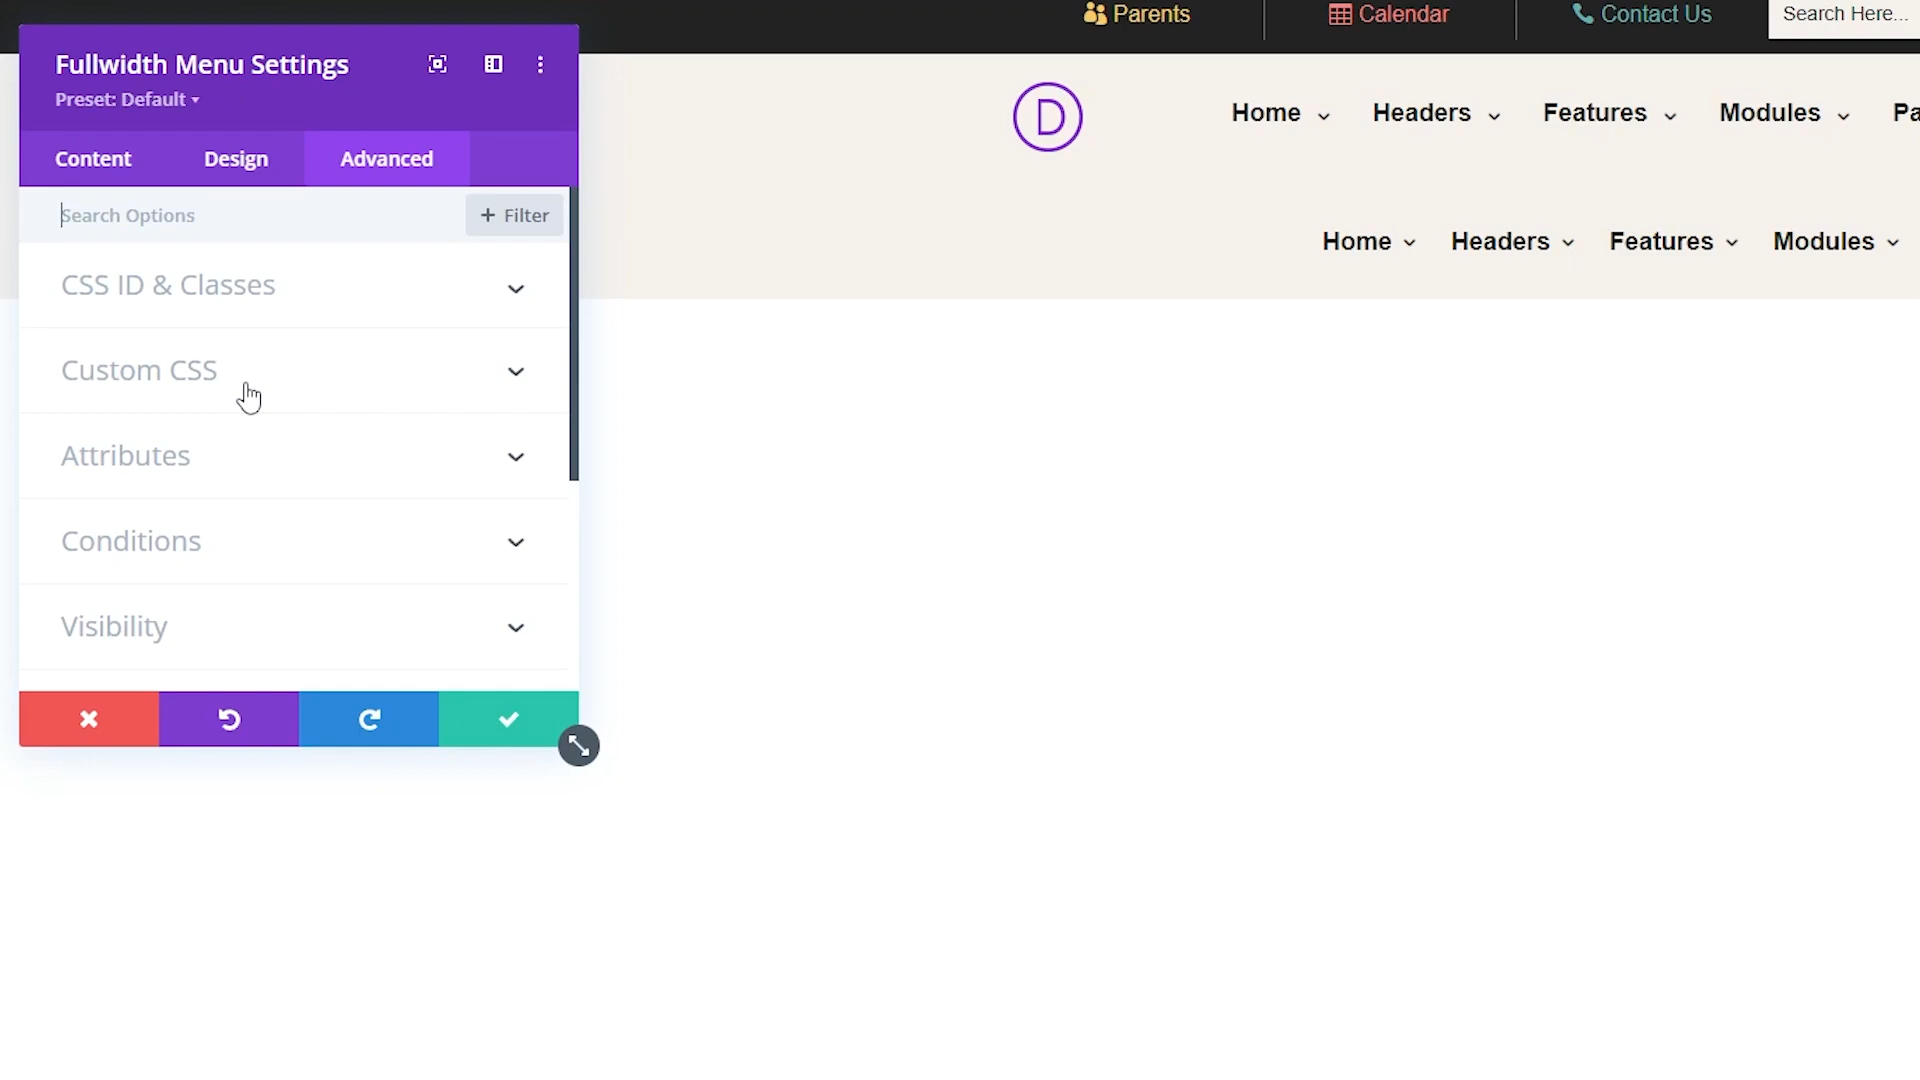 Parents
Calendar
Contact Us
Search Here...
Fullwidth Menu Settings
Preset: Default
Content
Design
Advanced
Search Options
+ Filter
CSS ID & Classes
Custom CSS
Attributes
Conditions
Visibility
D
Home
Headers
Features
Modules
Pa
Home
Headers
Features
Modules